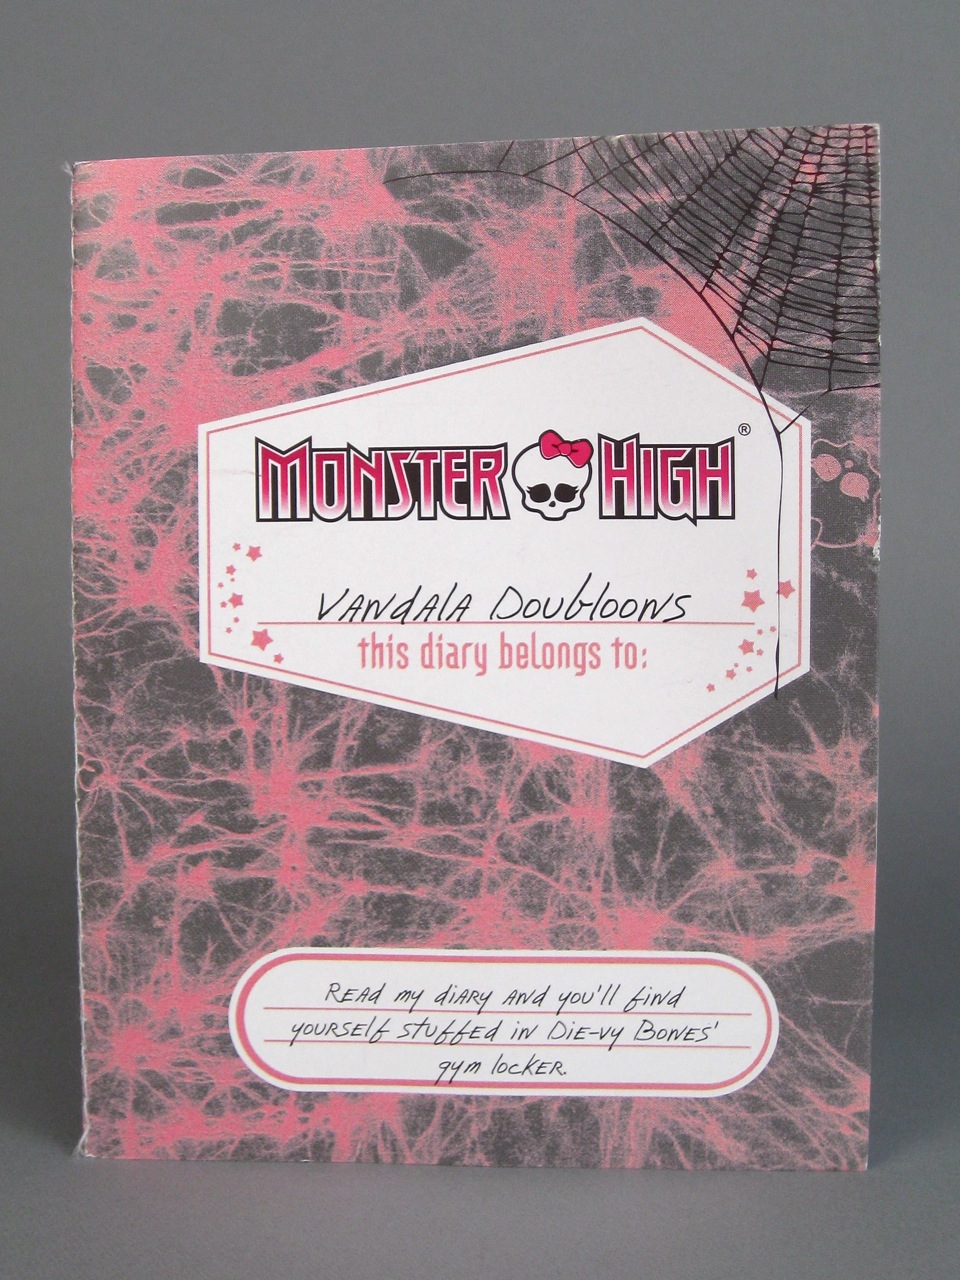 MONSTER HIGH®
VANdAlA DoubloonS
this diary belongs to:
REAd my diARy ANd you'll find
yourself stuffed in Die-vy Bones'
gym locker.